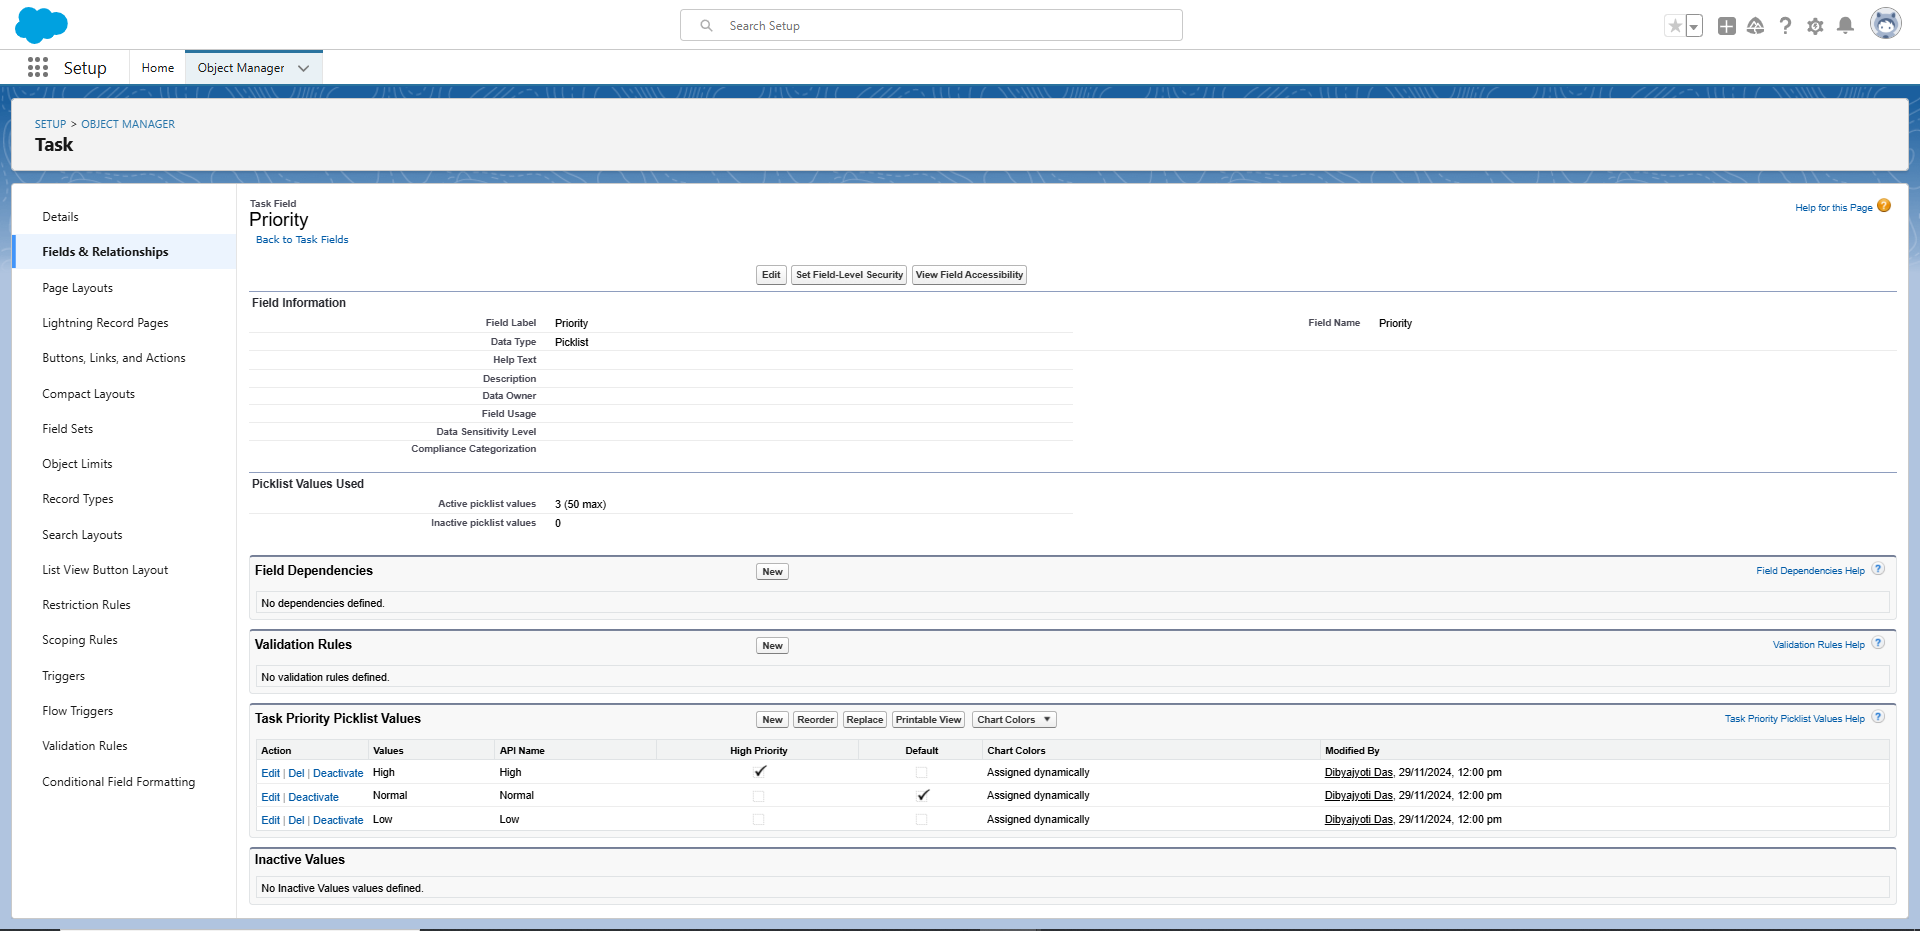 Search Setup
Setup
Home
Object Manager
SETUP > OBJECT MANAGER
Task
Details
Fields & Relationships
Page Layouts
Lightning Record Pages
Buttons, Links, and Actions
Compact Layouts
Field Sets
Object Limits
Record Types
Search Layouts
List View Button Layout
Restriction Rules
Scoping Rules
Triggers
Flow Triggers
Validation Rules
Conditional Field Formatting
Task Field
Priority
Back to Task Fields
Help for this Page ?
Edit Set Field-Level Security View Field Accessibility
Field Information
Field Label Priority Field Name Priority
Data Type Picklist
Help Text
Description
Data Owner
Field Usage
Data Sensitivity Level
Compliance Categorization
Picklist Values Used
Active picklist values 3 (50 max)
Inactive picklist values 0
Field Dependencies New Field Dependencies Help ?
No dependencies defined.
Validation Rules New Validation Rules Help ?
No validation rules defined.
Task Priority Picklist Values New Reorder Replace Printable View Chart Colors Task Priority Picklist Values Help ?
Action Values API Name High Priority Default Chart Colors Modified By
Edit | Del | Deactivate High High Assigned dynamically Dibyajyoti Das, 29/11/2024, 12:00 pm
Edit | Deactivate Normal Normal Assigned dynamically Dibyajyoti Das, 29/11/2024, 12:00 pm
Edit | Del | Deactivate Low Low Assigned dynamically Dibyajyoti Das, 29/11/2024, 12:00 pm
Inactive Values
No Inactive Values values defined.